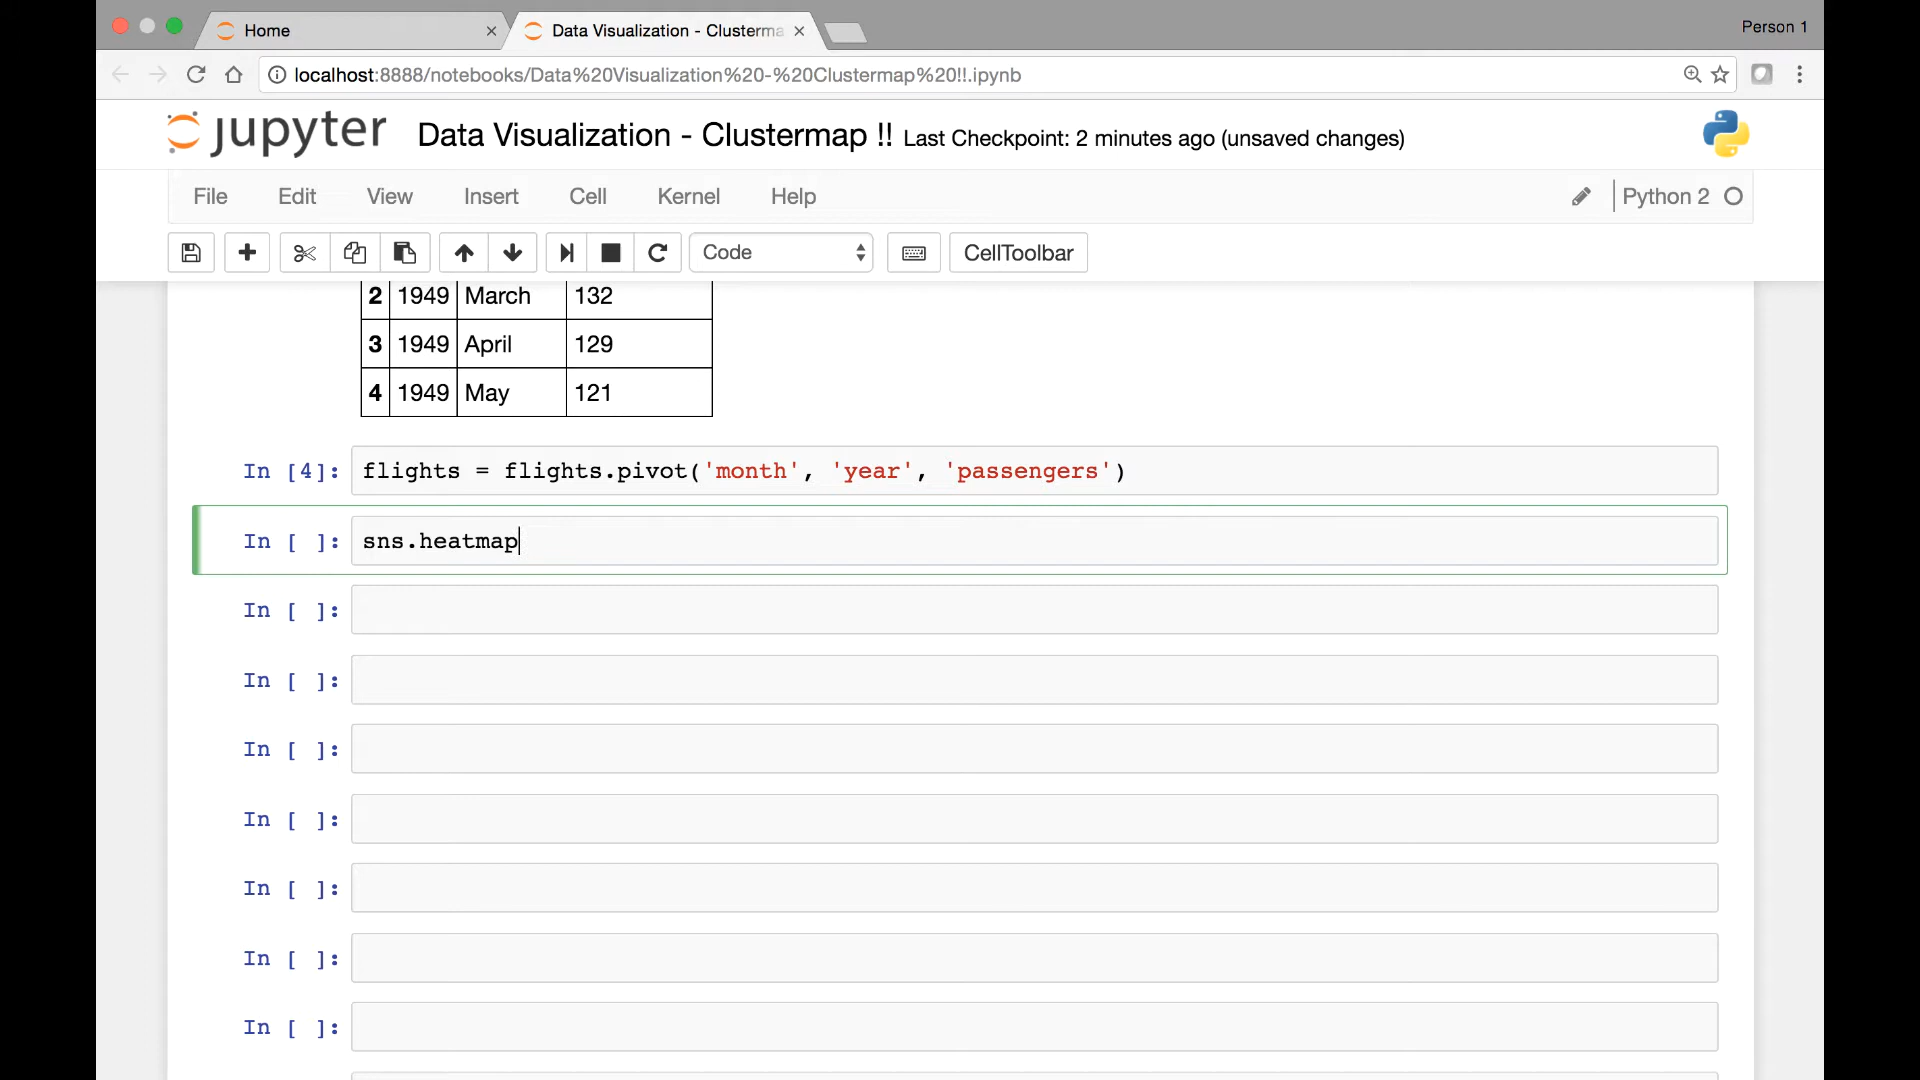 Home
Data Visualization - Clusterma
Person 1
localhost:8888/notebooks/Data%20Visualization%20-%20Clustermap%20!!.ipynb
jupyter
Data Visualization - Clustermap !! Last Checkpoint: 2 minutes ago (unsaved changes)
File Edit View Insert Cell Kernel Help
Python 2
Code
CellToolbar
2 1949 March 132
3 1949 April 129
4 1949 May 121
In [4]: flights = flights.pivot('month', 'year', 'passengers')
In [ ]: sns.heatmap
In [ ]:
In [ ]:
In [ ]:
In [ ]:
In [ ]:
In [ ]:
In [ ]: